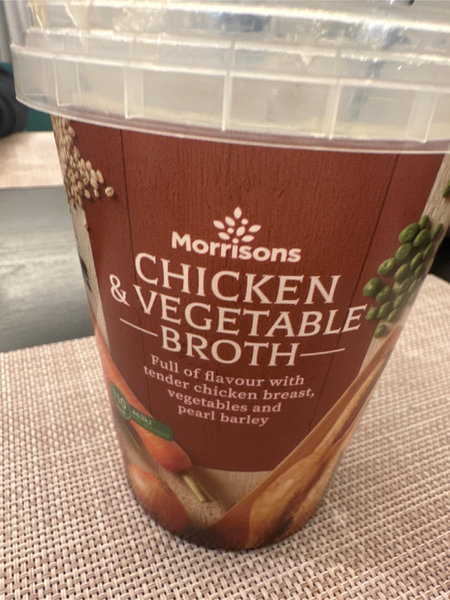 Morrisons
CHICKEN
& VEGETABLE
BROTH
Full of flavour with
tender chicken breast,
vegetables and
pearl barley